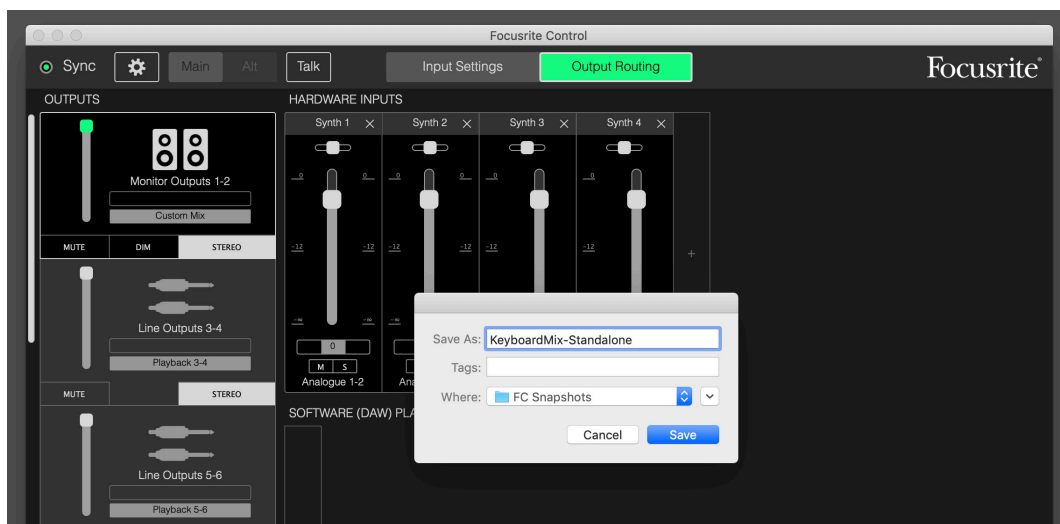 Focusrite Control
Sync
Main
Alt
Talk
Input Settings
Output Routing
Focusrite®
OUTPUTS
HARDWARE INPUTS
Synth 1
Synth 2
Synth 3
Synth 4
Monitor Outputs 1-2
Custom Mix
MUTE
DIM
STEREO
Line Outputs 3-4
Playback 3-4
MUTE
STEREO
Line Outputs 5-6
Playback 5-6
0 0 0 0 0 0
-12 -12 -12 -12 -12 -12
-∞ -∞ -∞
0
M S M
Analogue 1-2
Ana
SOFTWARE (DAW) PLA
+
Save As: KeyboardMix-Standalone
Tags:
Where: FC Snapshots
Cancel
Save